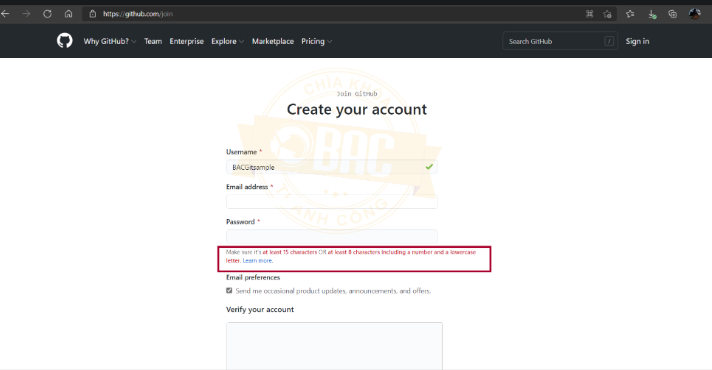 https://github.com/join
Why GitHub? Team Enterprise Explore Marketplace Pricing Search GitHub / Sign in
CHÌA KHÓA
Join GitHub
Create your account
BAC
THÀNH CÔNG
Username *
BACGitsample
Email address *
Password *
Make sure it's at least 15 characters OR at least 8 characters including a number and a lowercase
letter. Learn more.
Email preferences
Send me occasional product updates, announcements, and offers.
Verify your account